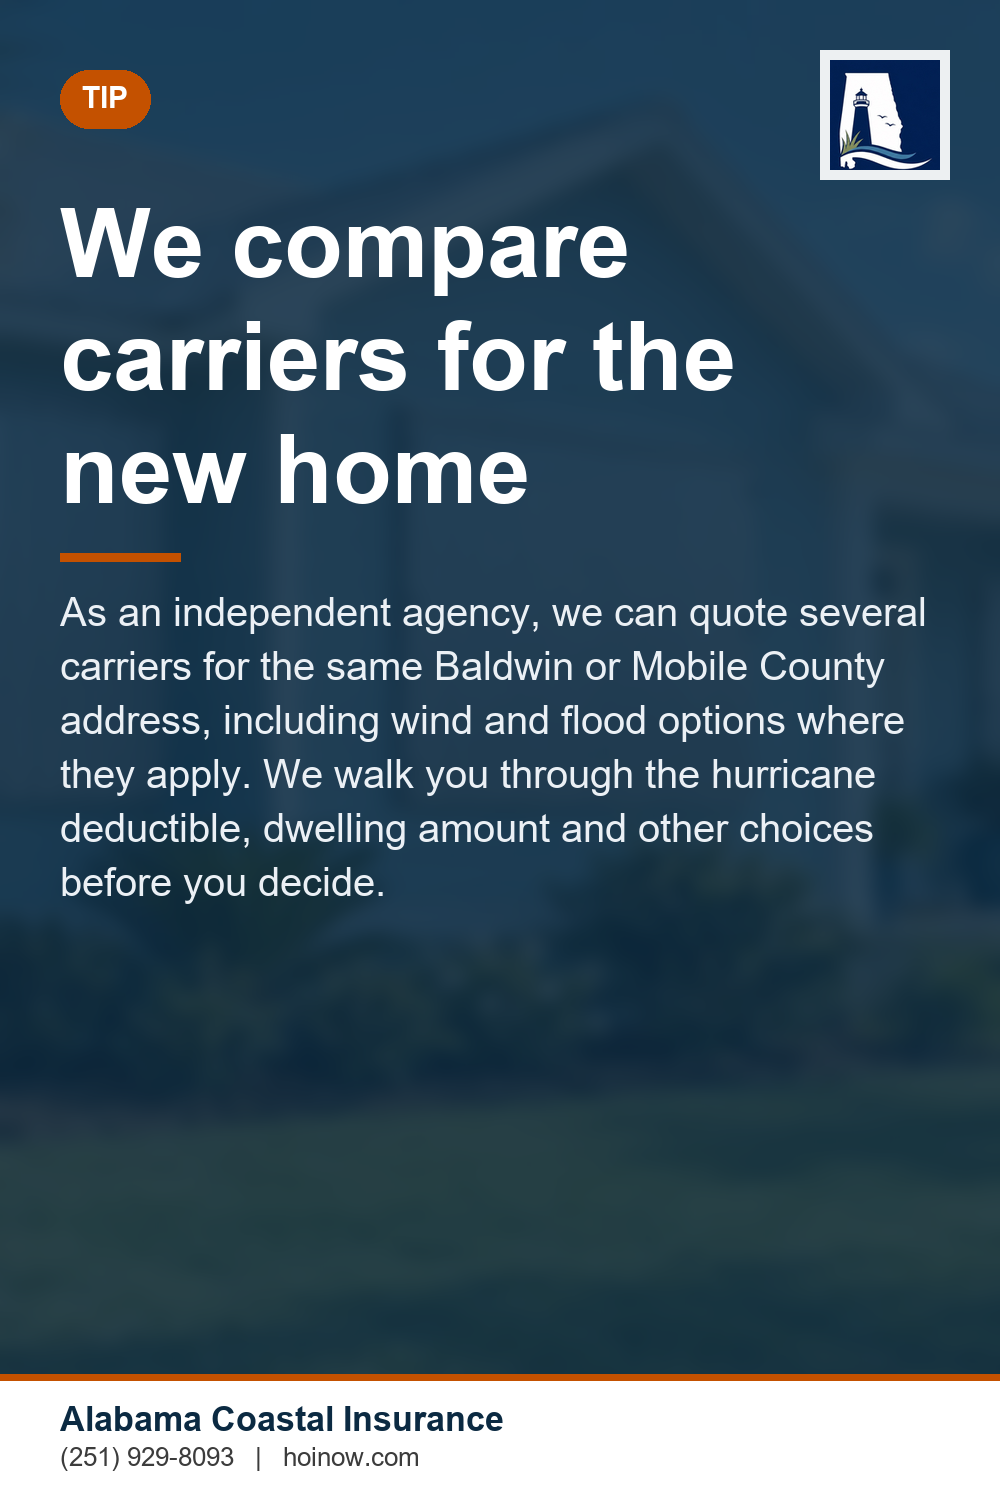 TIP
We compare
carriers for the
new home
As an independent agency, we can quote several
carriers for the same Baldwin or Mobile County
address, including wind and flood options where
they apply. We walk you through the hurricane
deductible, dwelling amount and other choices
before you decide.
Alabama Coastal Insurance
(251) 929-8093 | hoinow.com